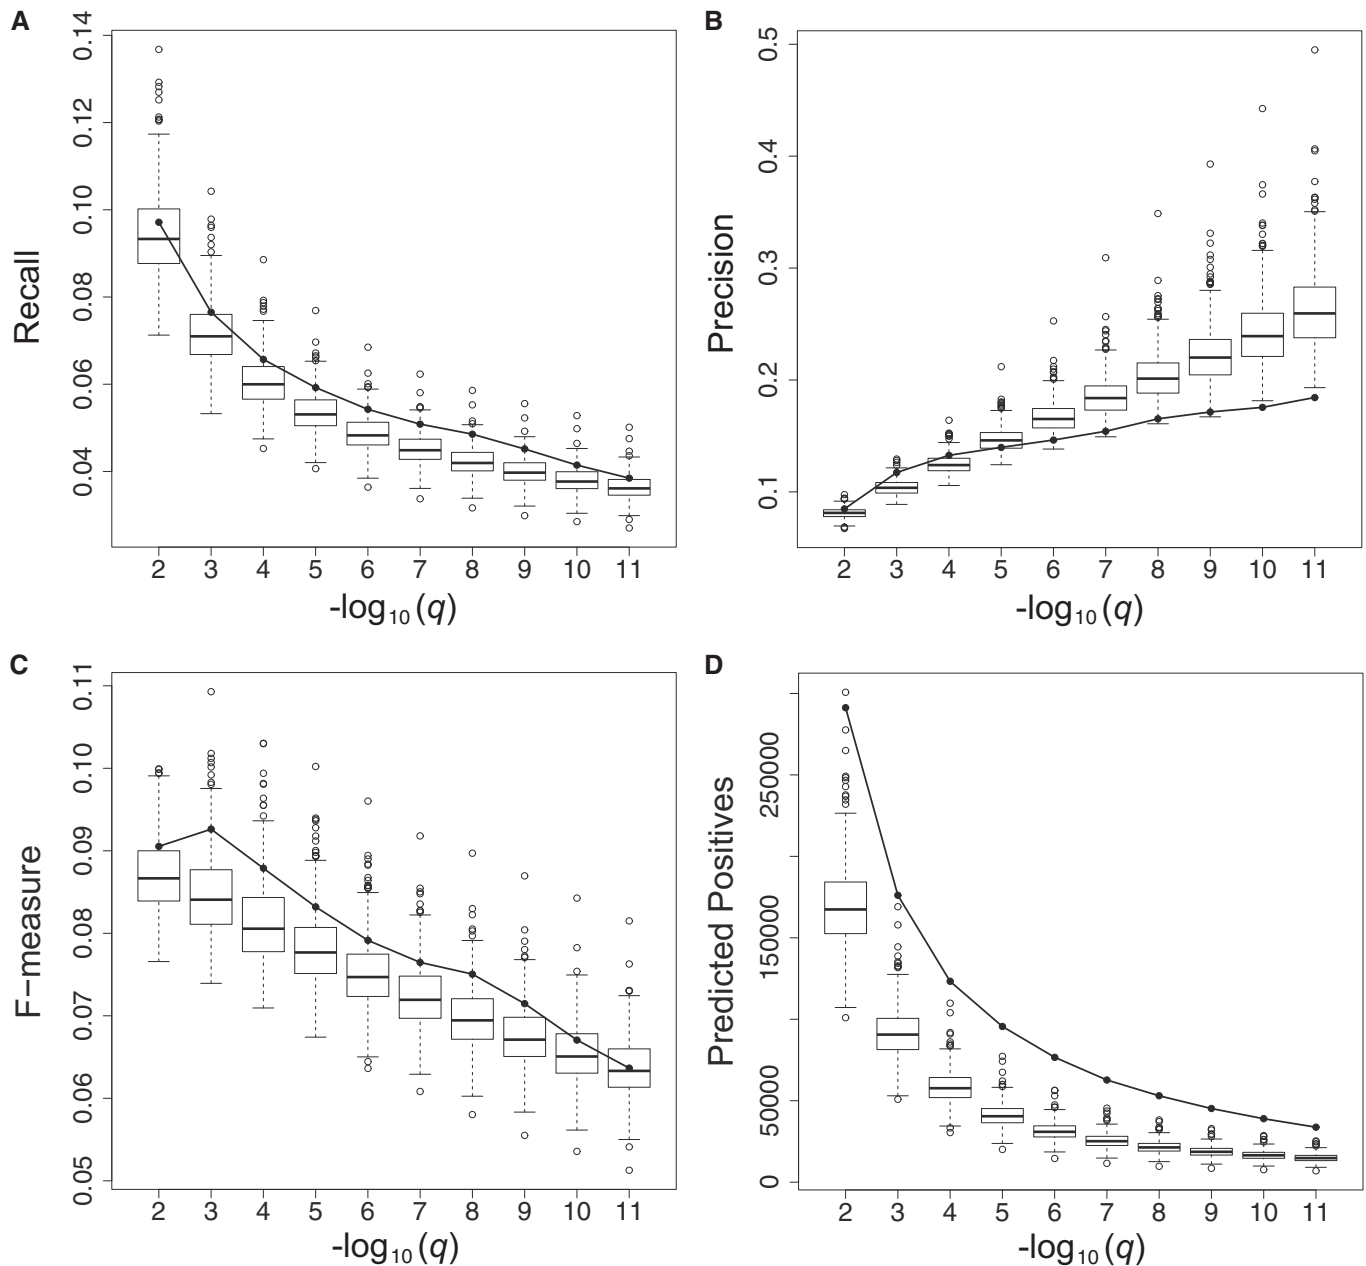 A
Recall
0.14
0.12
0.10
0.08
0.06
0.04
2 3 4 5 6 7 8 9 10 11
-log₁₀(q)
B
Precision
0.5
0.4
0.3
0.2
0.1
2 3 4 5 6 7 8 9 10 11
-log₁₀(q)
C
F−measure
0.11
0.10
0.09
0.08
0.07
0.06
0.05
2 3 4 5 6 7 8 9 10 11
-log₁₀(q)
D
Predicted Positives
250000
150000
50000
0
2 3 4 5 6 7 8 9 10 11
-log₁₀(q)